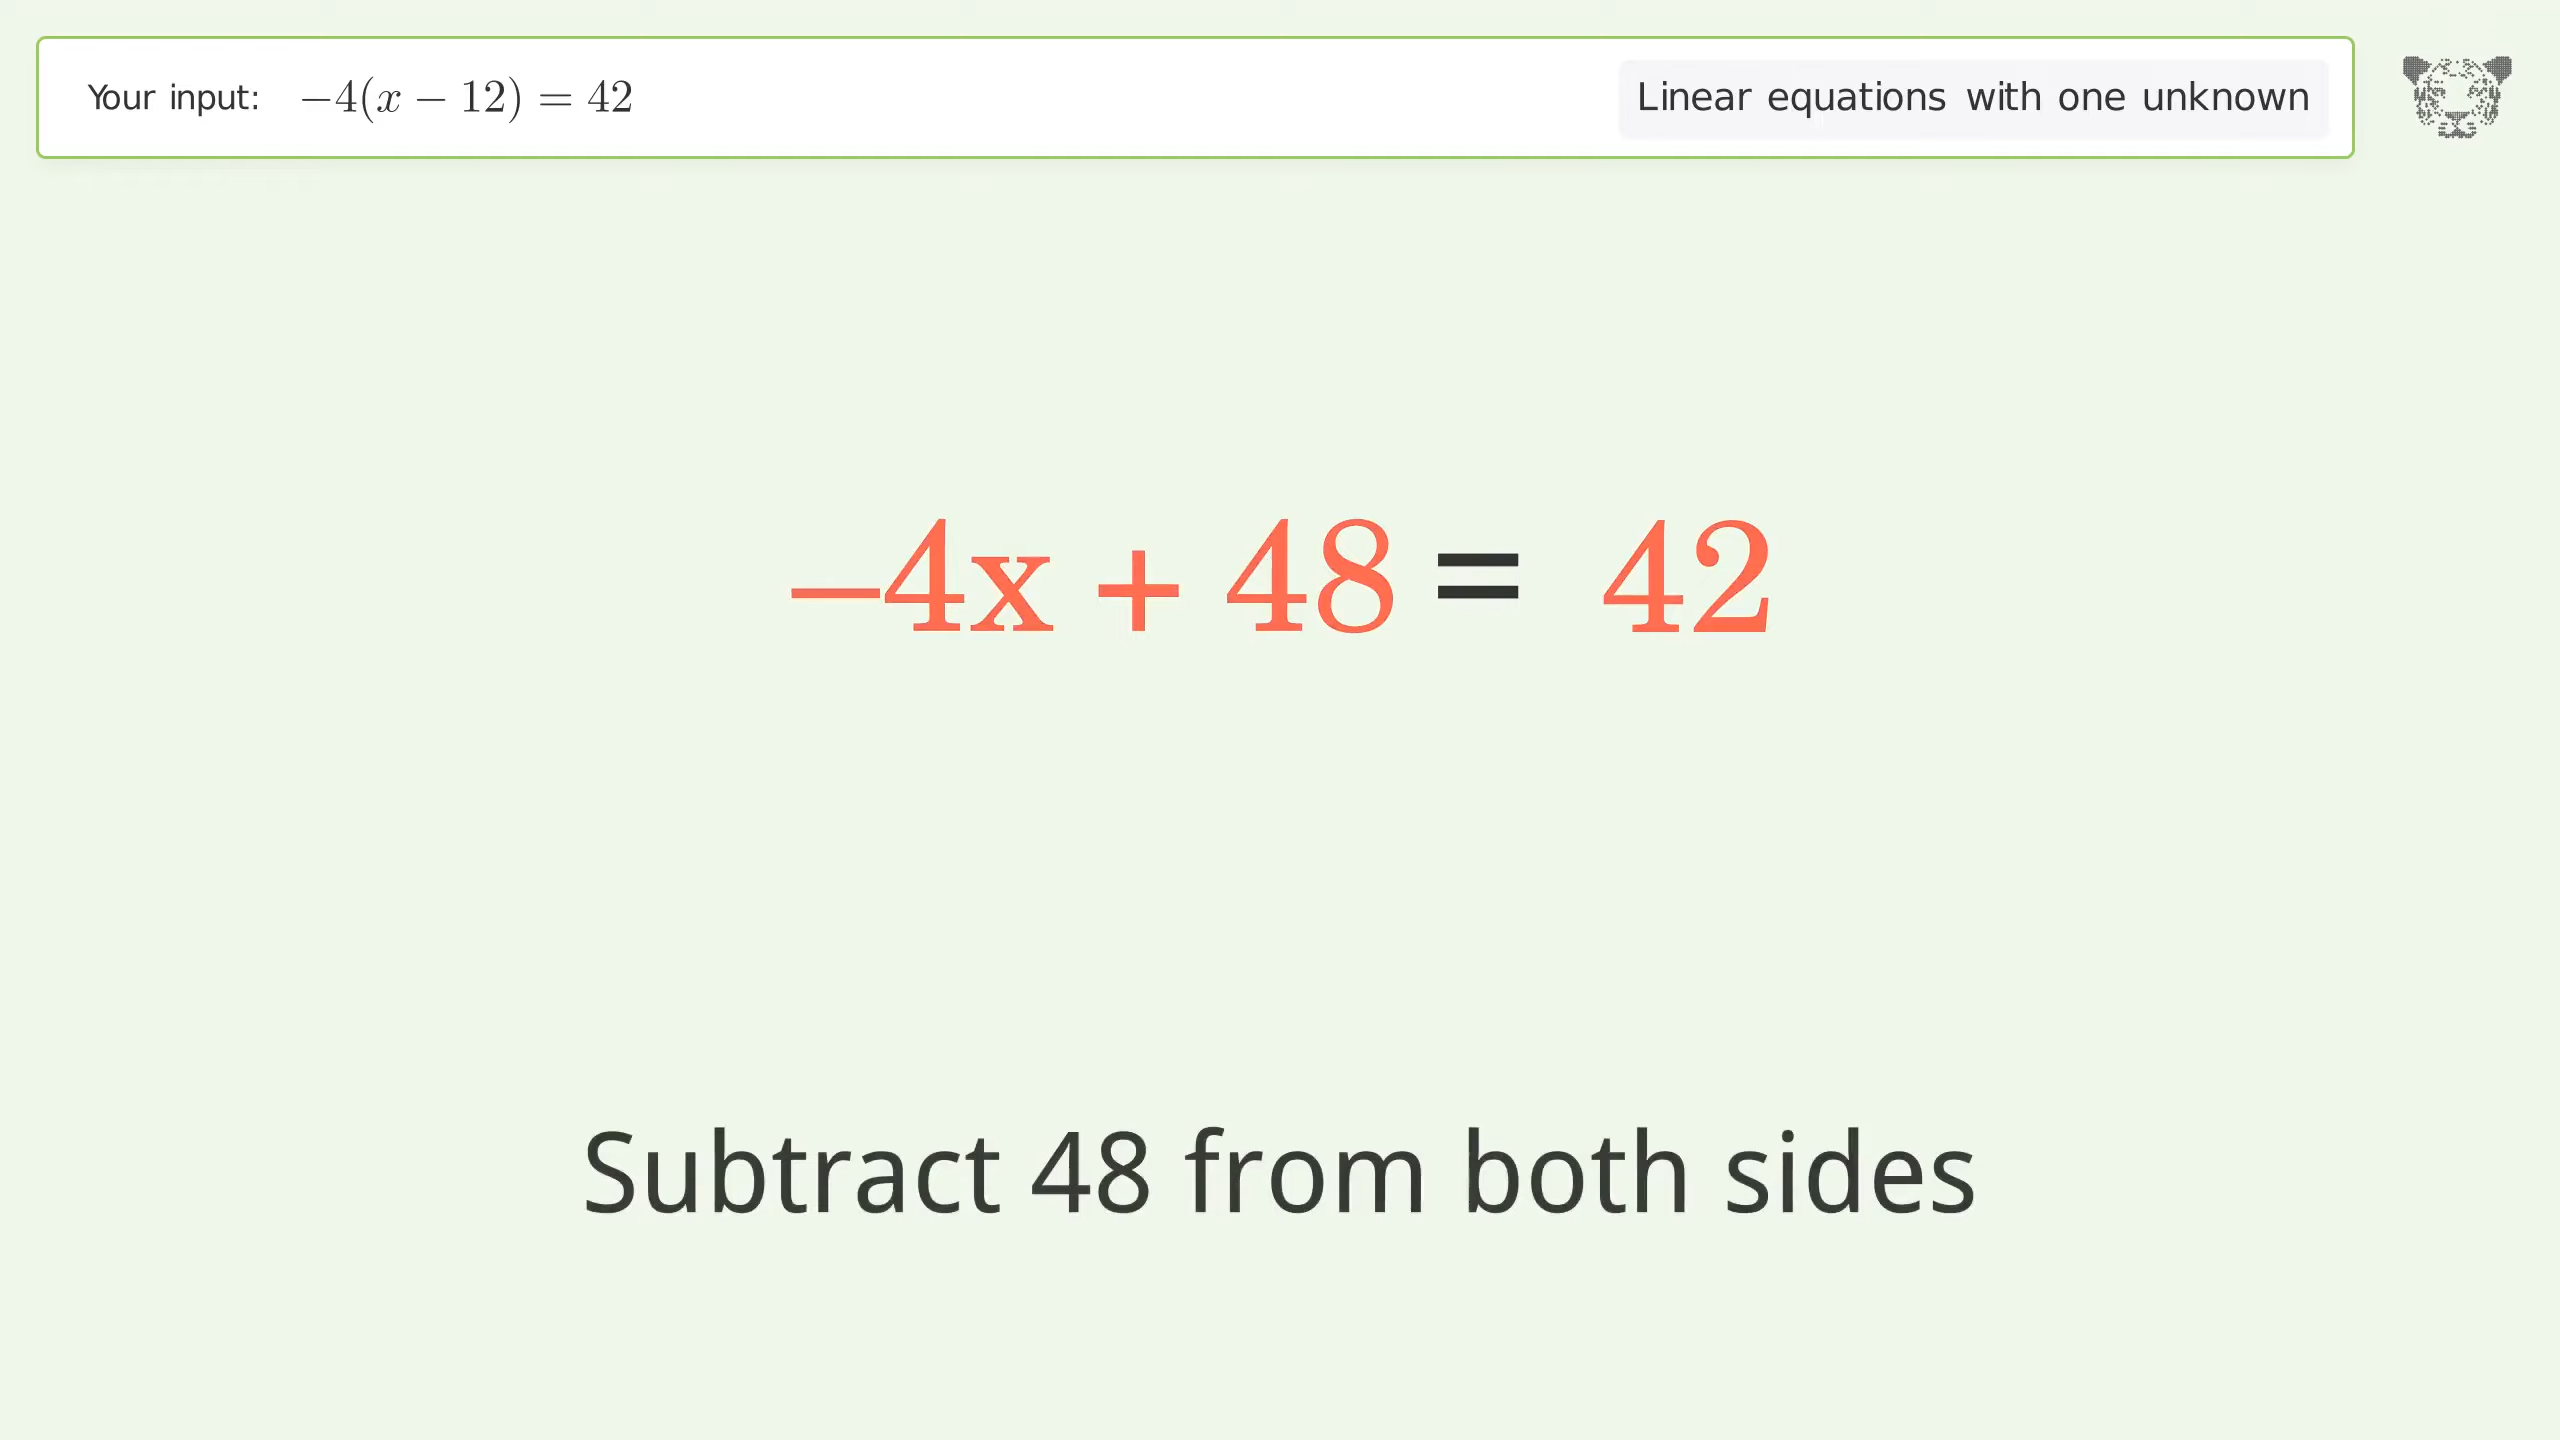 Your input: −4(x − 12) = 42
Linear equations with one unknown
−4x + 48 = 42
Subtract 48 from both sides